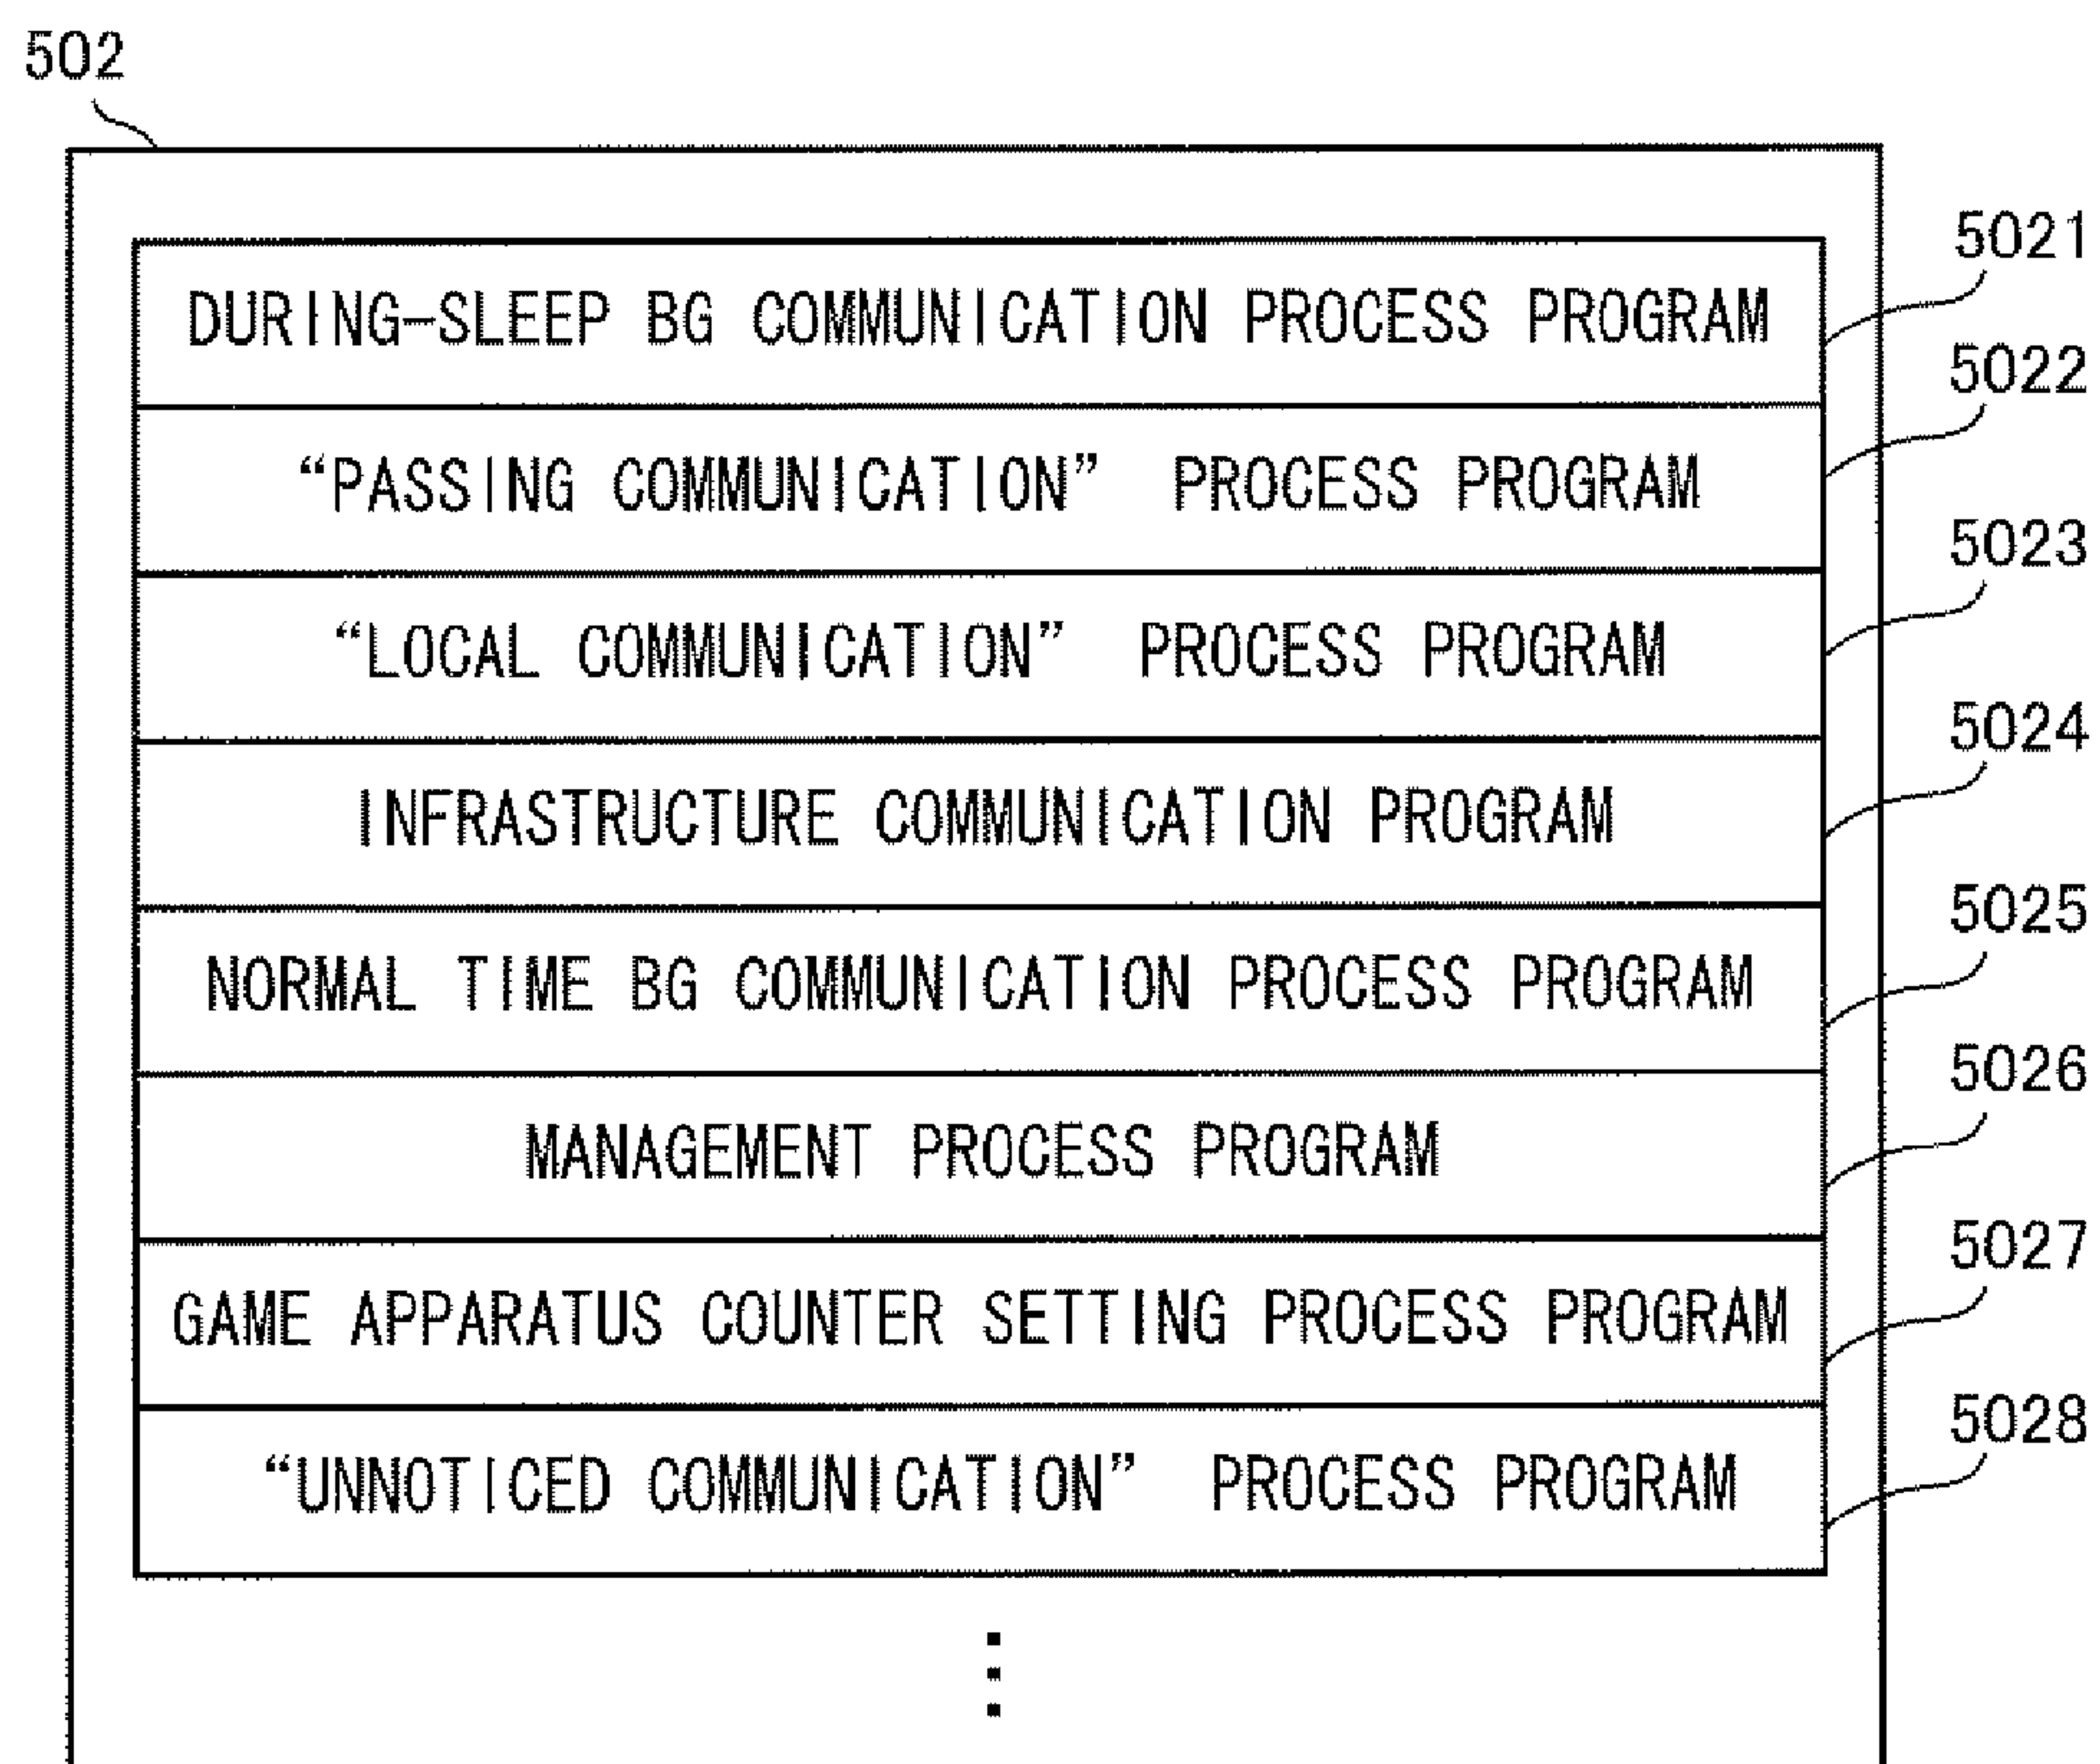 502
5021
DURING-SLEEP BG COMMUNICATION PROCESS PROGRAM
5022
“PASSING COMMUNICATION” PROCESS PROGRAM
5023
“LOCAL COMMUNICATION” PROCESS PROGRAM
5024
INFRASTRUCTURE COMMUNICATION PROGRAM
5025
NORMAL TIME BG COMMUNICATION PROCESS PROGRAM
5026
MANAGEMENT PROCESS PROGRAM
5027
GAME APPARATUS COUNTER SETTING PROCESS PROGRAM
5028
“UNNOTICED COMMUNICATION” PROCESS PROGRAM